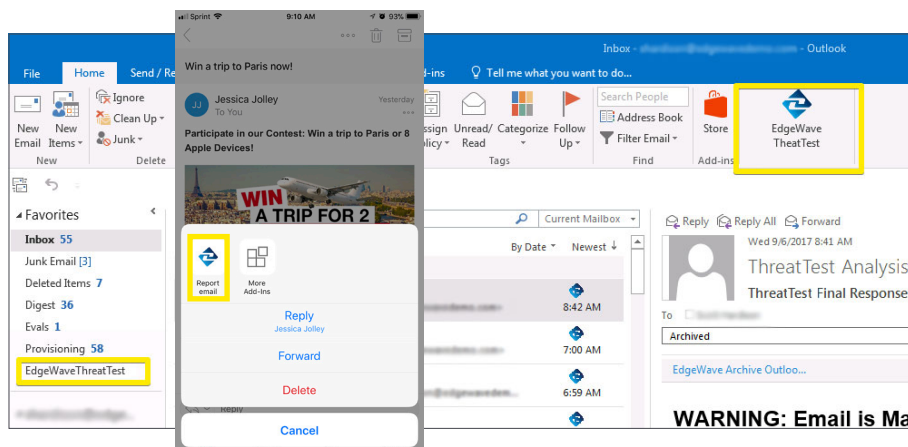 Sprint
9:10 AM
93%
Win a trip to Paris now!
JJ
Jessica Jolley
Yesterday
To You
Participate in our Contest: Win a trip to Paris or 8
Apple Devices!
WIN
A TRIP FOR 2
Report
email
More
Add-Ins
Reply
Jessica Jolley
Forward
Delete
Reply
Cancel
Inbox -
- Outlook
File
Home
Send / Re
d-ins
Tell me what you want to do...
New
Email
New
Items
New
Ignore
Clean Up
Junk
Delete
Unread/
Read
Categorize
Follow
Up
Tags
Search People
Address Book
Filter Email
Find
Store
Add-ins
EdgeWave
TheatTest
Favorites
Inbox 55
Junk Email [3]
Deleted Items 7
Digest 36
Evals 1
Provisioning 58
EdgeWaveThreatTest
Current Mailbox
By Date
Newest ↓
8:42 AM
7:00 AM
6:59 AM
Reply
Reply All
Forward
Wed 9/6/2017 8:41 AM
ThreatTest Analysis
ThreatTest Final Response
To
Archived
EdgeWave Archive Outloo...
WARNING: Email is Ma